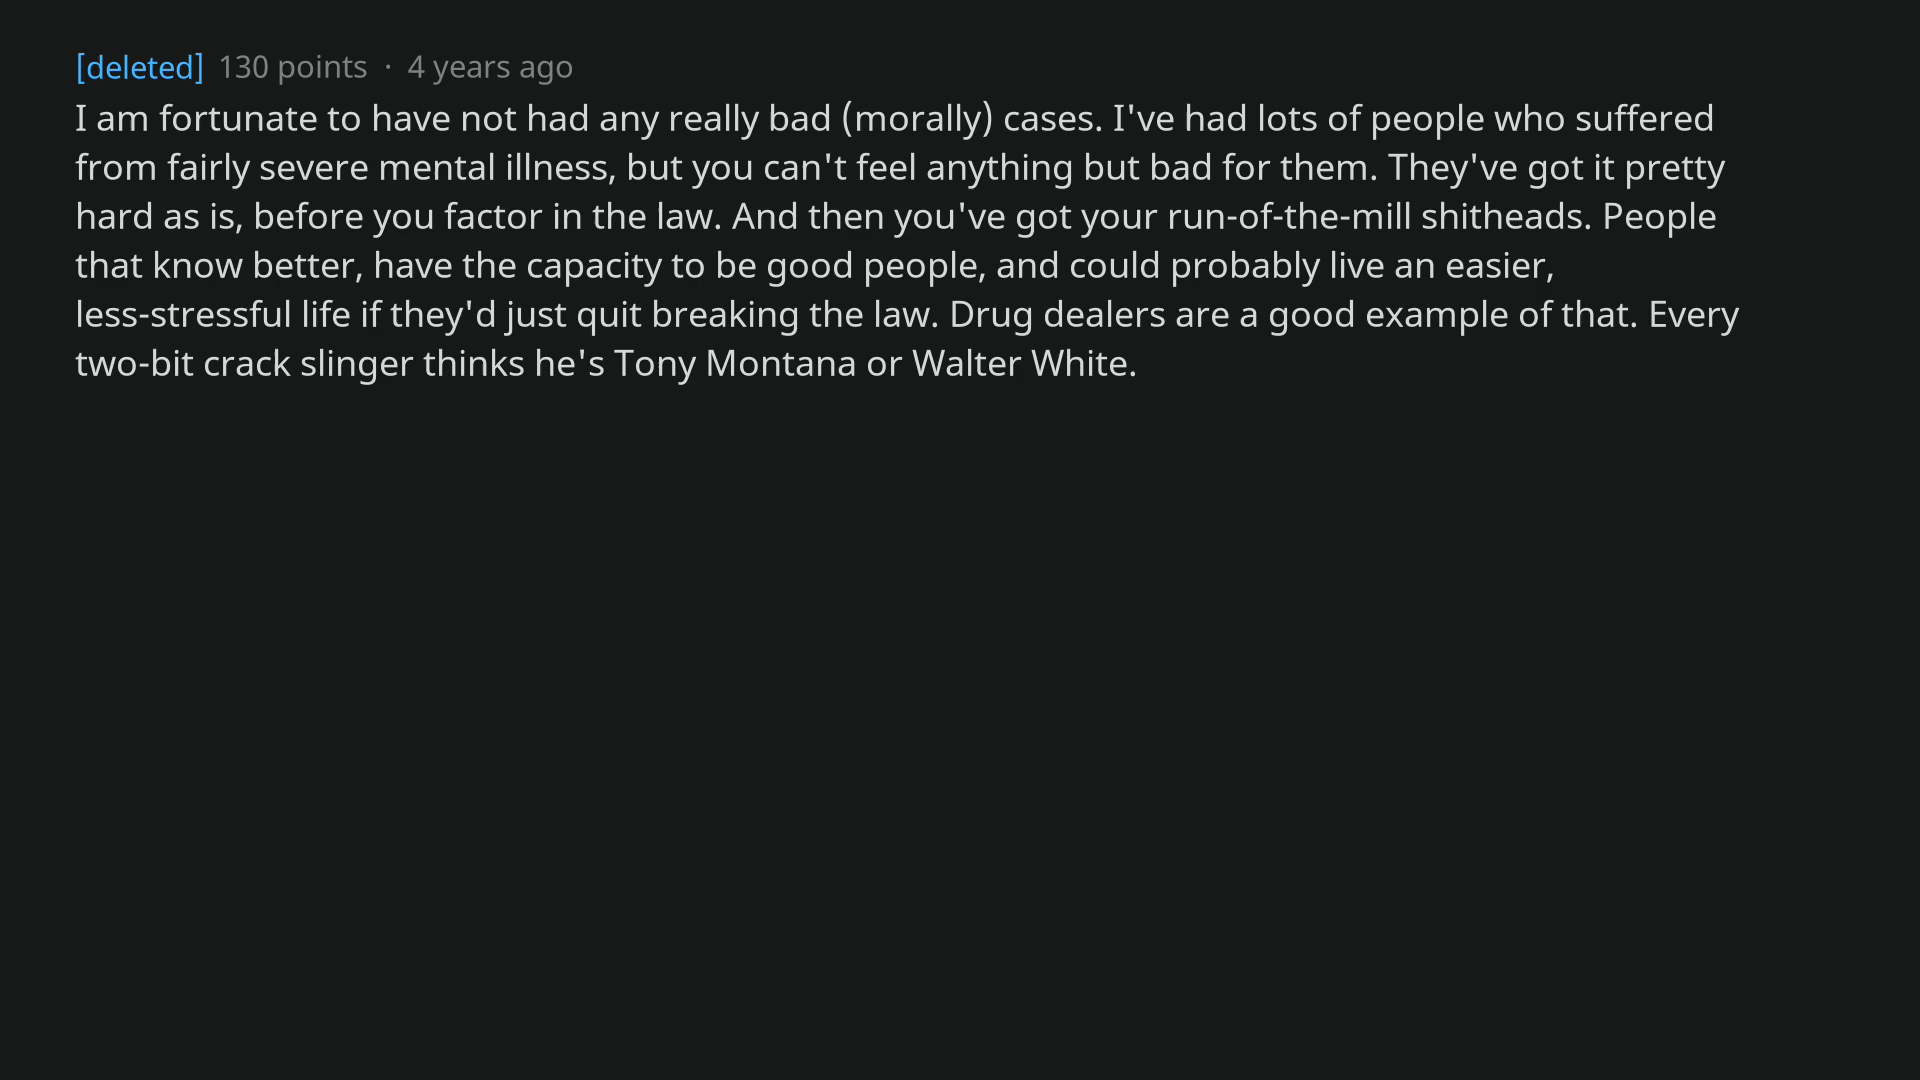 [deleted] 130 points · 4 years ago
I am fortunate to have not had any really bad (morally) cases. I've had lots of people who suffered
from fairly severe mental illness, but you can't feel anything but bad for them. They've got it pretty
hard as is, before you factor in the law. And then you've got your run-of-the-mill shitheads. People
that know better, have the capacity to be good people, and could probably live an easier,
less-stressful life if they'd just quit breaking the law. Drug dealers are a good example of that. Every
two-bit crack slinger thinks he's Tony Montana or Walter White.